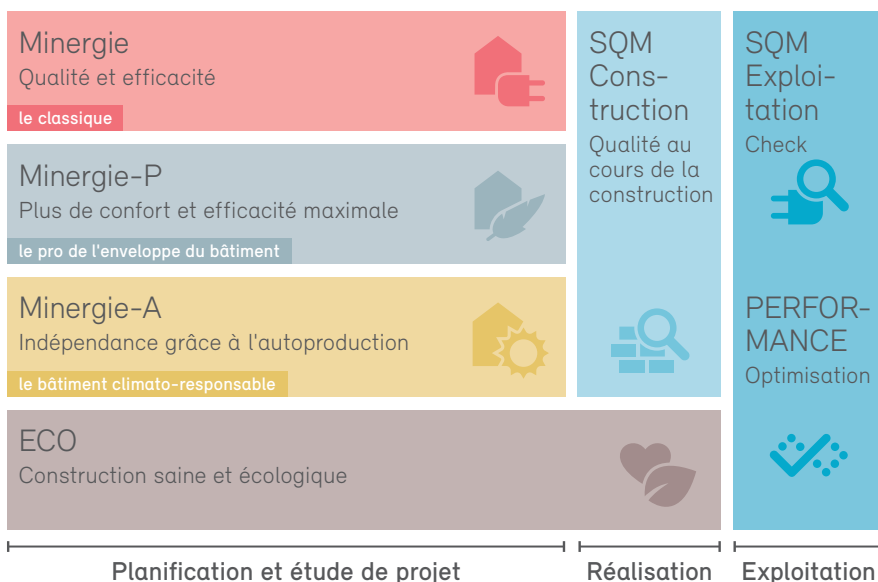 Minergie
Qualité et efficacité
le classique
Minergie-P
Plus de confort et efficacité maximale
le pro de l'enveloppe du bâtiment
Minergie-A
Indépendance grâce à l'autoproduction
le bâtiment climato-responsable
ECO
Construction saine et écologique
SQM
Cons-
truction
Qualité au
cours de la
construction
SQM
Exploi-
tation
Check
PERFOR-
MANCE
Optimisation
Planification et étude de projet
Réalisation
Exploitation